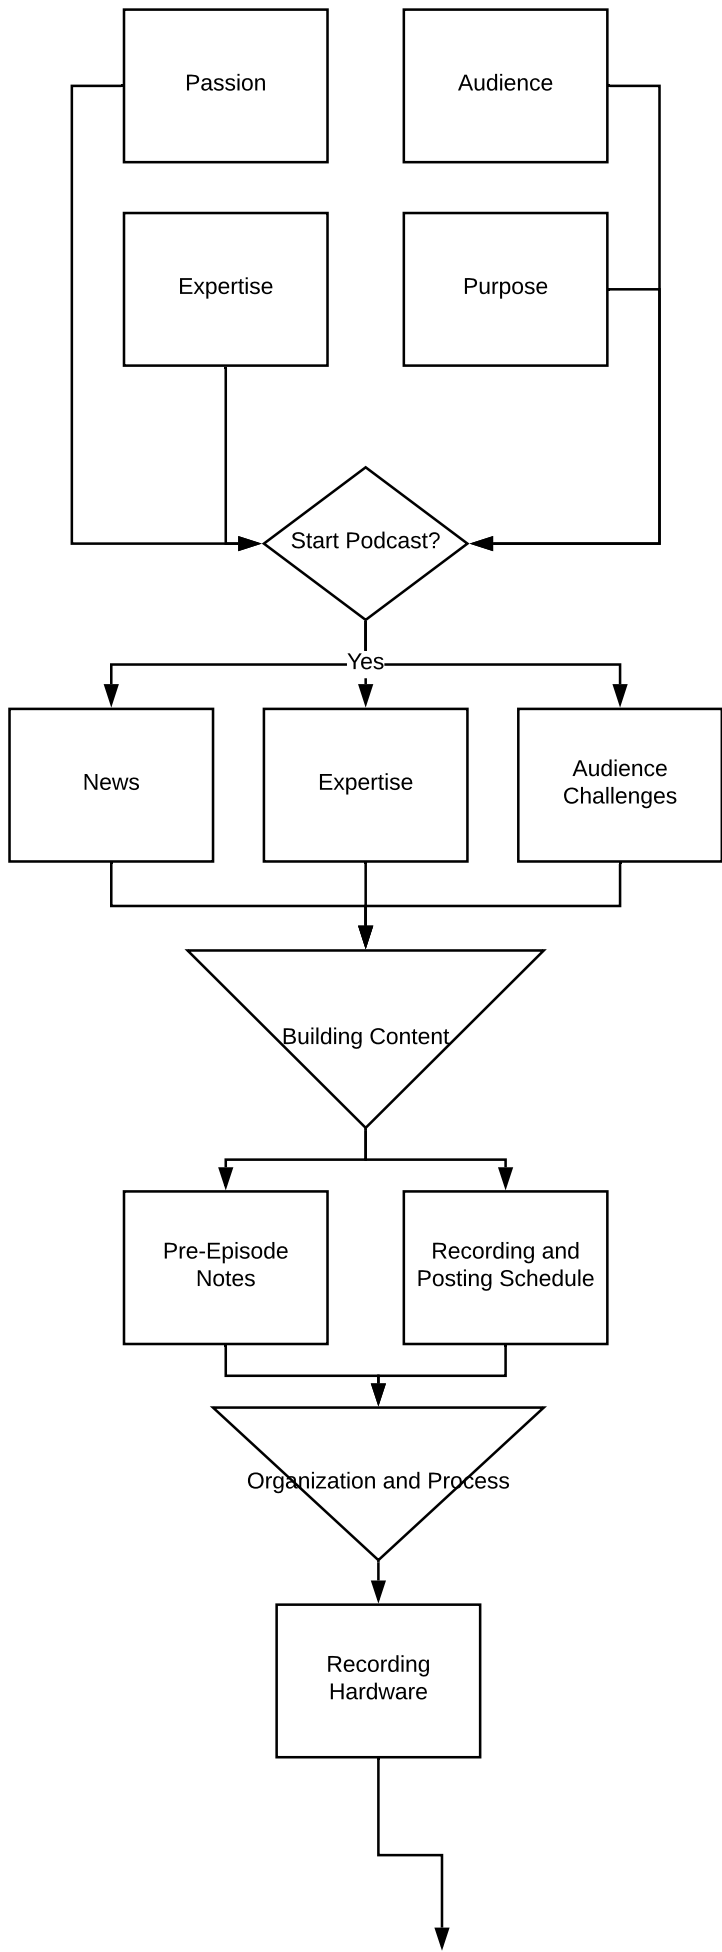 Passion
Audience
Expertise
Purpose
Start Podcast?
Yes
News
Expertise
Audience
Challenges
Building Content
Pre-Episode
Notes
Recording and
Posting Schedule
Organization and Process
Recording
Hardware